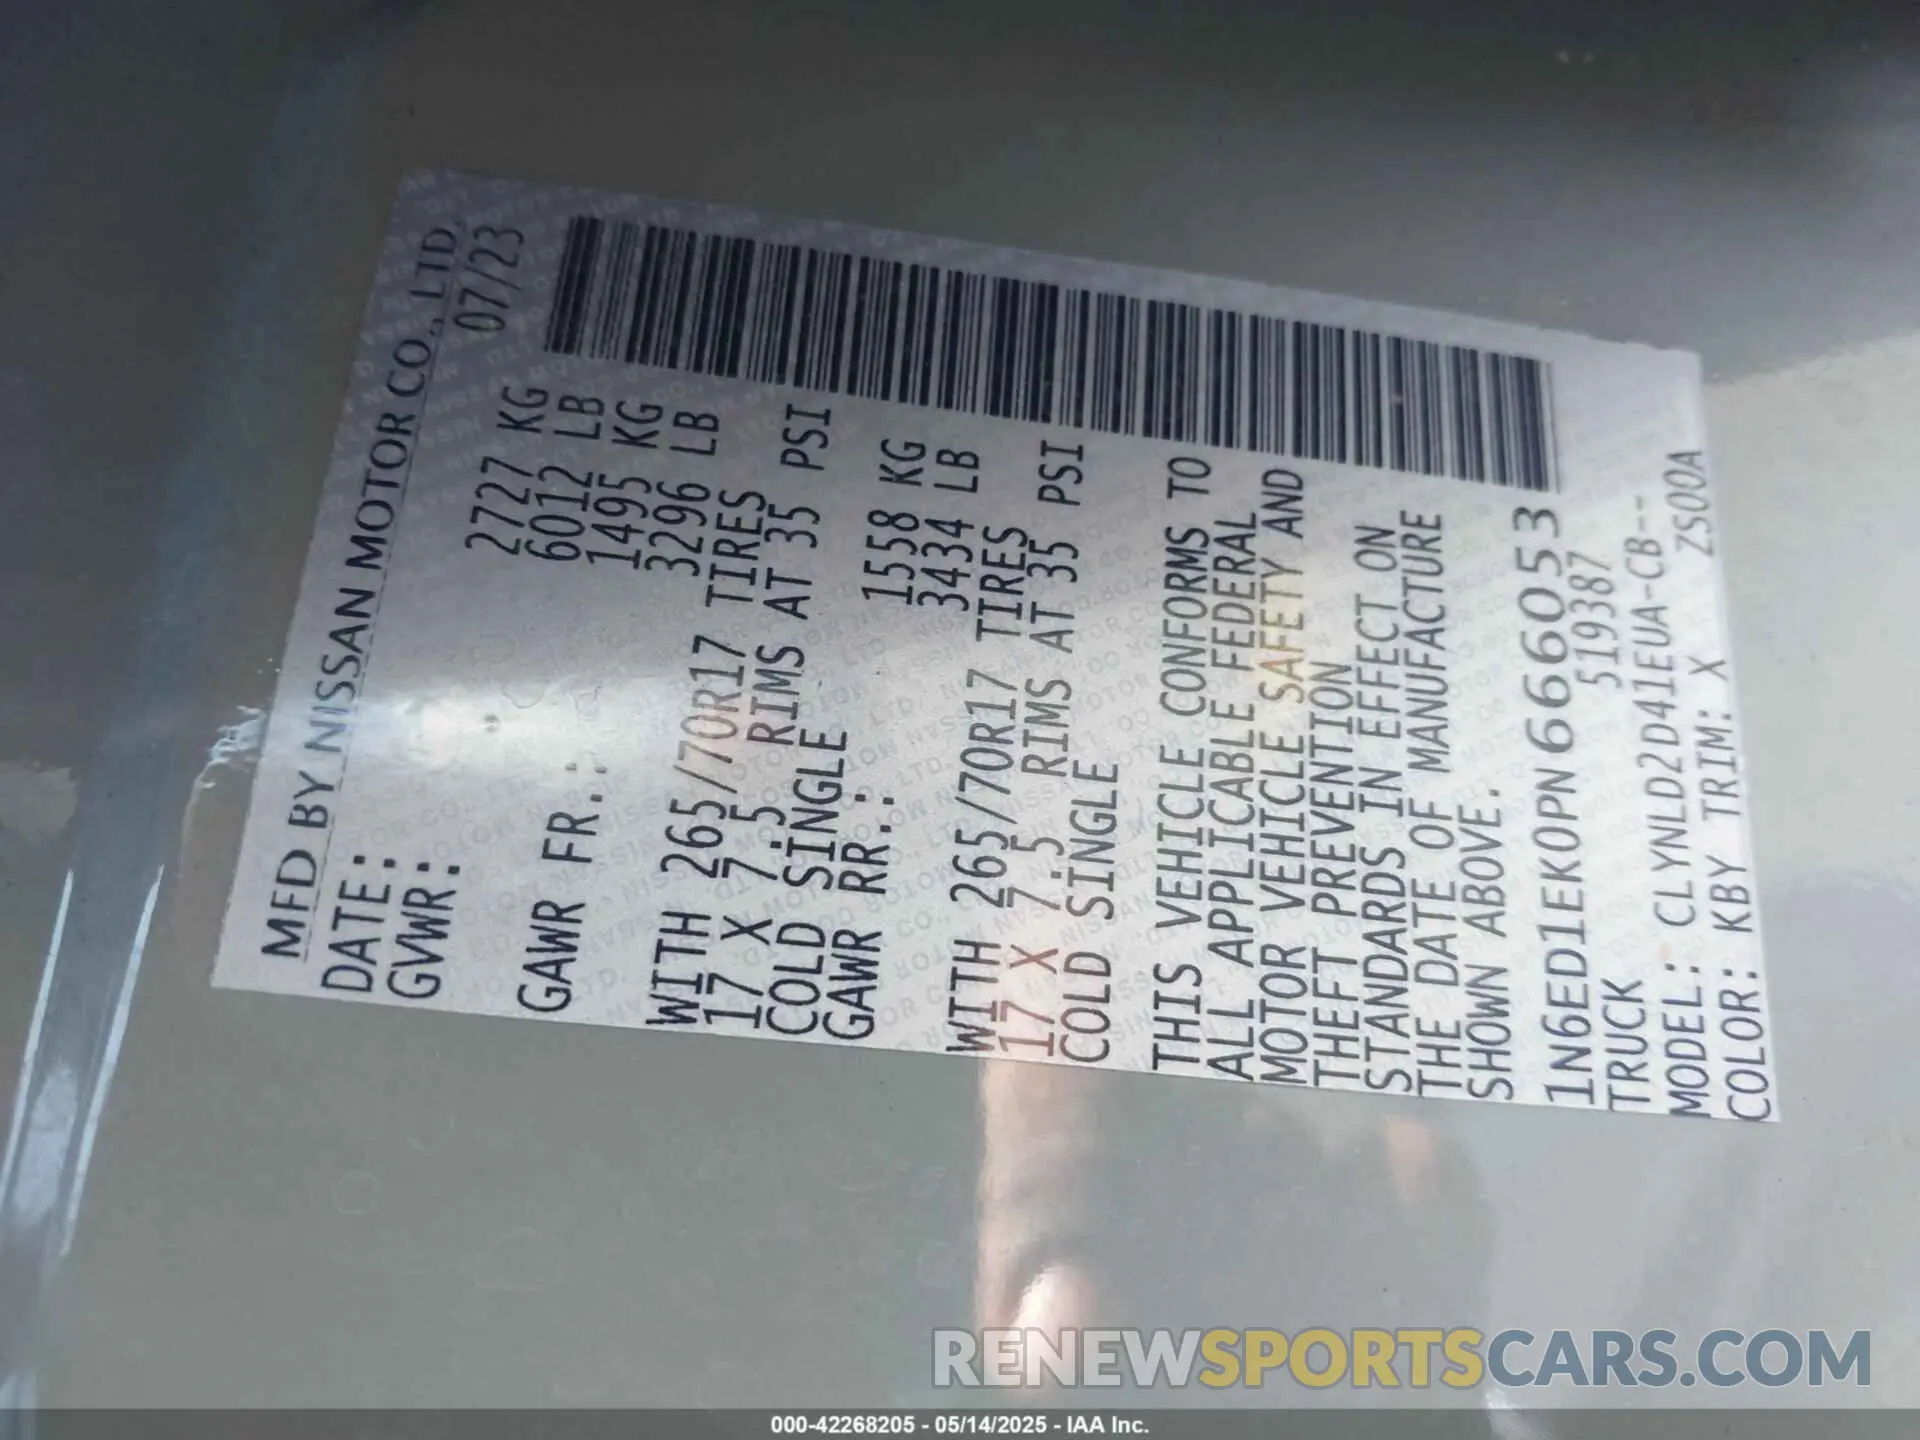 MFD BY NISSAN MOTOR CO., LTD.
DATE: 07/23
GVWR: 2727 KG
6012 LB
GAWR FR.: 1495 KG
3296 LB
WITH 265/70R17 TIRES
17 X 7.5 RIMS AT 35 PSI
COLD SINGLE
GAWR RR.: 1558 KG
3434 LB
WITH 265/70R17 TIRES
17 X 7.5 RIMS AT 35 PSI
COLD SINGLE
THIS VEHICLE CONFORMS TO
ALL APPLICABLE FEDERAL
MOTOR VEHICLE SAFETY AND
THEFT PREVENTION
STANDARDS IN EFFECT ON
THE DATE OF MANUFACTURE
SHOWN ABOVE.
1N6ED1EK0PN666053
TRUCK 519387
MODEL: CLYNLD2D41EUA-CB--
COLOR: KBY TRIM: X ZS00A
RENEWSPORTSCARS.COM
000-42268205 - 05/14/2025 - IAA Inc.